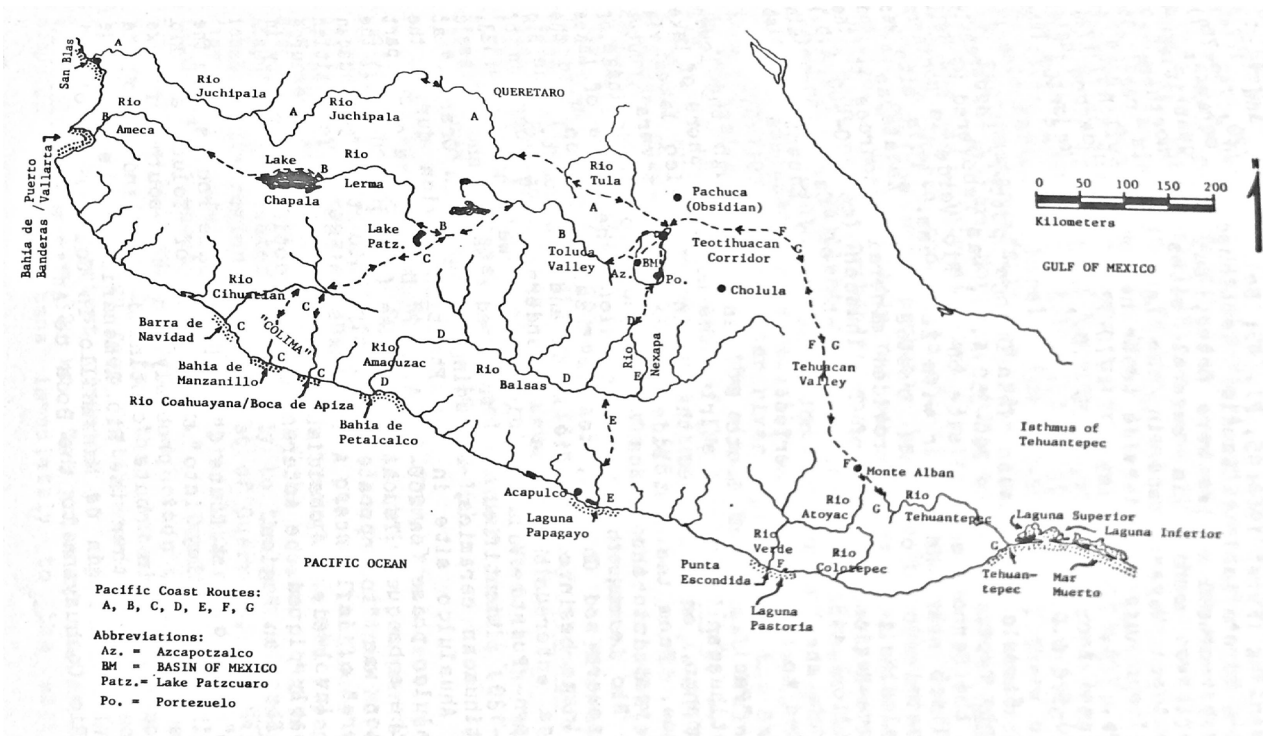 San Blas
A
Rio
Juchipala
A
Rio
Juchipala
A
QUERETARO
Rio
Ameca
B
Bahia de Puerto
Banderas /Vallarta
Lake
Chapala
B
Rio
Lerma
Lake
Patz.
B
C
B
Toluca
Valley
Rio
Tula
A
Pachuca
(Obsidian)
Teotihuacan
Corridor
F
G
BM
Az.
Po.
Cholula
0 50 100 150 200
Kilometers
N
GULF OF MEXICO
Rio
Cihuatlan
C
"COLIMA"
C
C
C
Barra de
Navidad
Bahia de
Manzanillo
Rio Coahuayana/Boca de Apiza
D
Rio
Amacuzac
D
Bahia de
Petalcalco
Rio
Balsas
D
D
Rio
Nexapa
E
E
F G
Tehuacan
Valley
Isthmus of
Tehuantepec
Acapulco
E
Laguna
Papagayo
F
Monte Alban
Rio
Atoyac
G
Rio
Tehuantepec
Laguna Superior
Laguna Inferior
Rio
Verde
F
Rio
Colotepec
Punta
Escondida
Laguna
Pastoria
G
Tehuan-
tepec
Mar
Muerto
PACIFIC OCEAN
Pacific Coast Routes:
A, B, C, D, E, F, G
Abbreviations:
Az. = Azcapotzalco
BM = BASIN OF MEXICO
Patz.= Lake Patzcuaro
Po. = Portezuelo